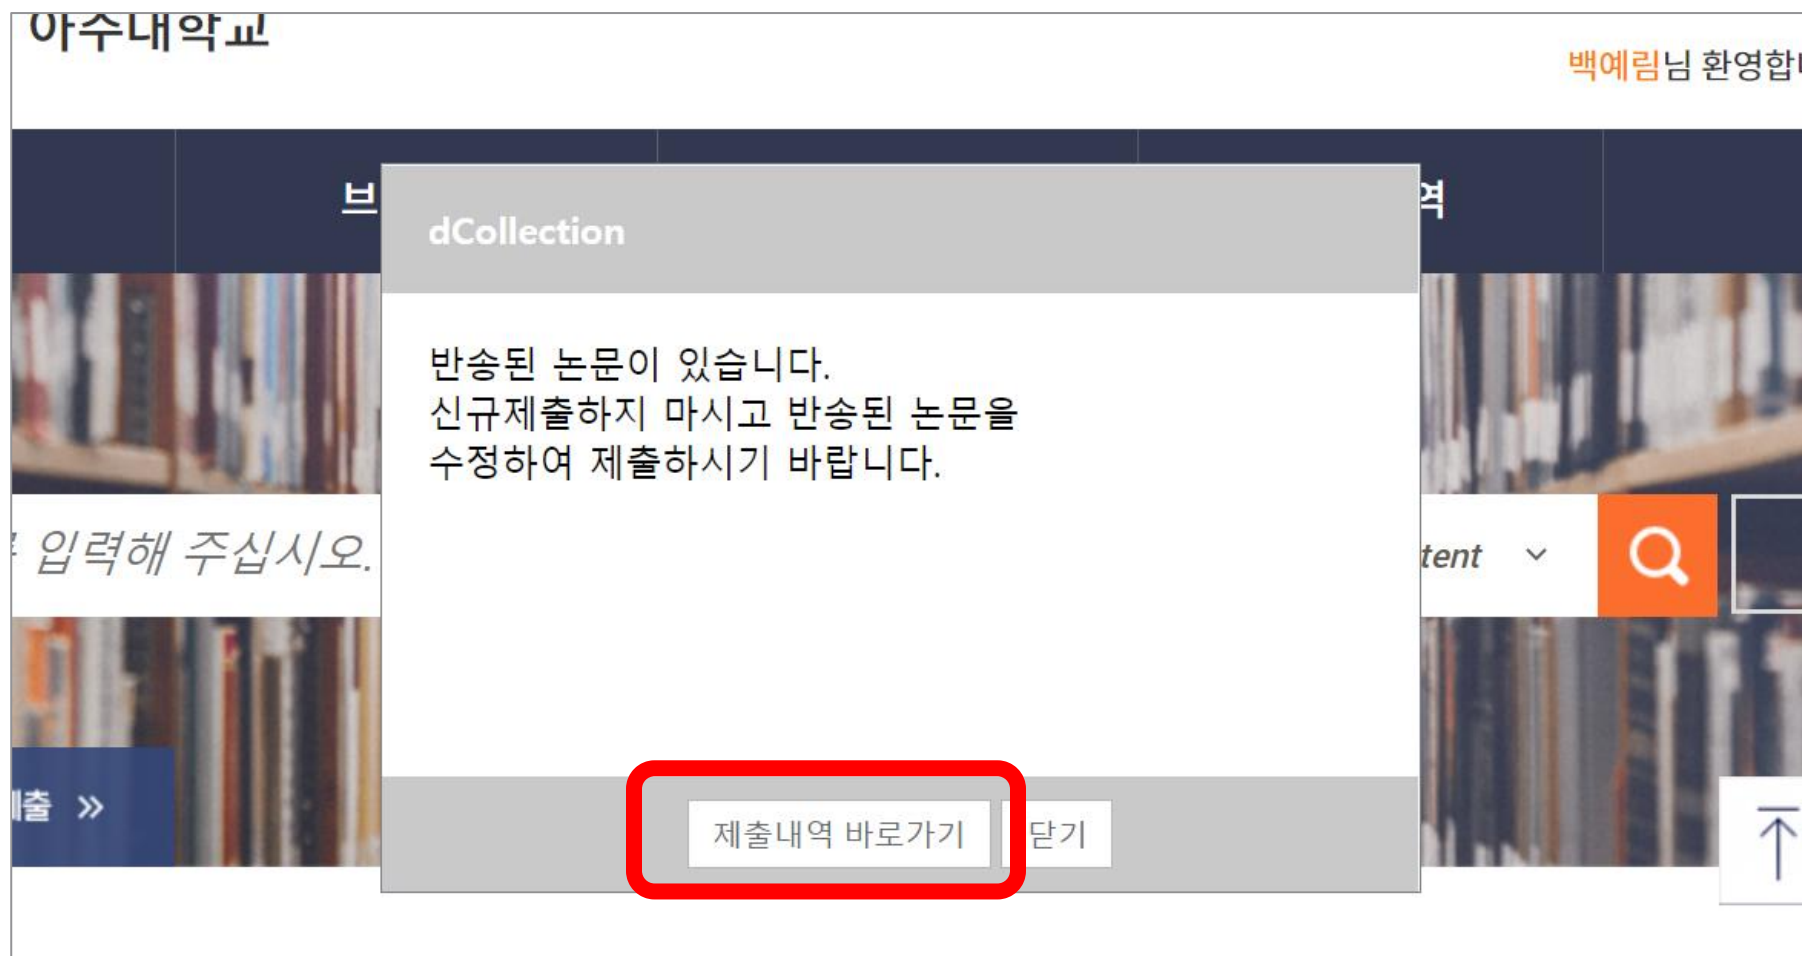 아주대학교
백예림님 환영합
브
역
dCollection
반송된 논문이 있습니다.
신규제출하지 마시고 반송된 논문을
수정하여 제출하시기 바랍니다.
입력해 주십시오.
tent
출 »
제출내역 바로가기
닫기